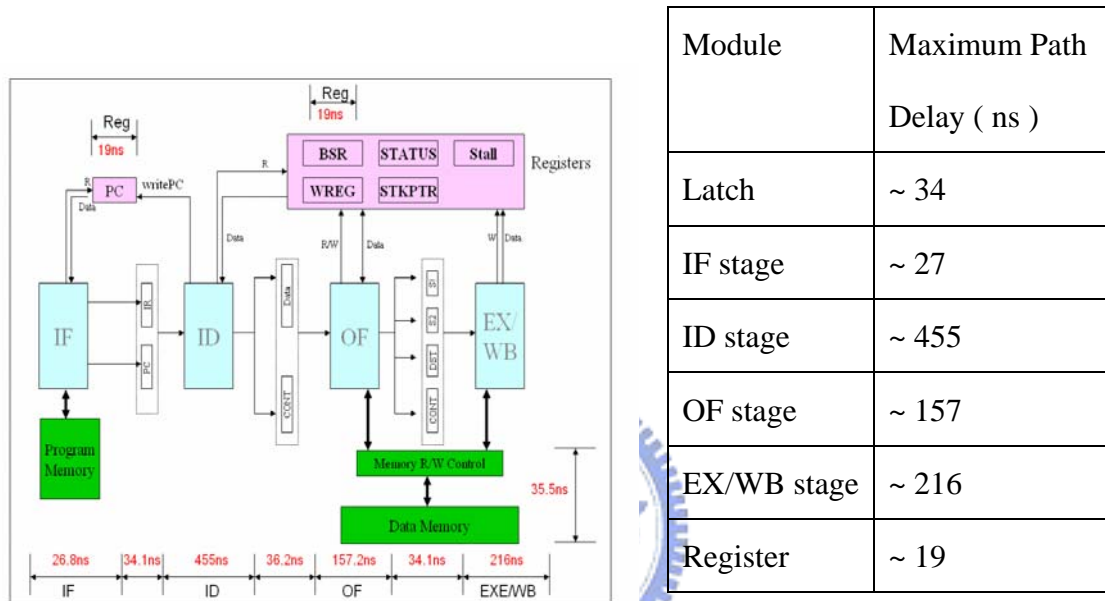 Reg
19ns
Reg
19ns
BSR
STATUS
Stall
Registers
R
WREG
STKPTR
R
PC
writePC
Data
Data
R/W
Data
W
Data
IF
IR
PC
ID
Data
CONT
OF
S1
S2
DST
CONT
EX/
WB
Program
Memory
Memory R/W Control
35.5ns
Data Memory
26.8ns
34.1ns
455ns
36.2ns
157.2ns
34.1ns
216ns
IF
ID
OF
EXE/WB
Module
Maximum Path
Delay ( ns )
Latch
~ 34
IF stage
~ 27
ID stage
~ 455
OF stage
~ 157
EX/WB stage
~ 216
Register
~ 19